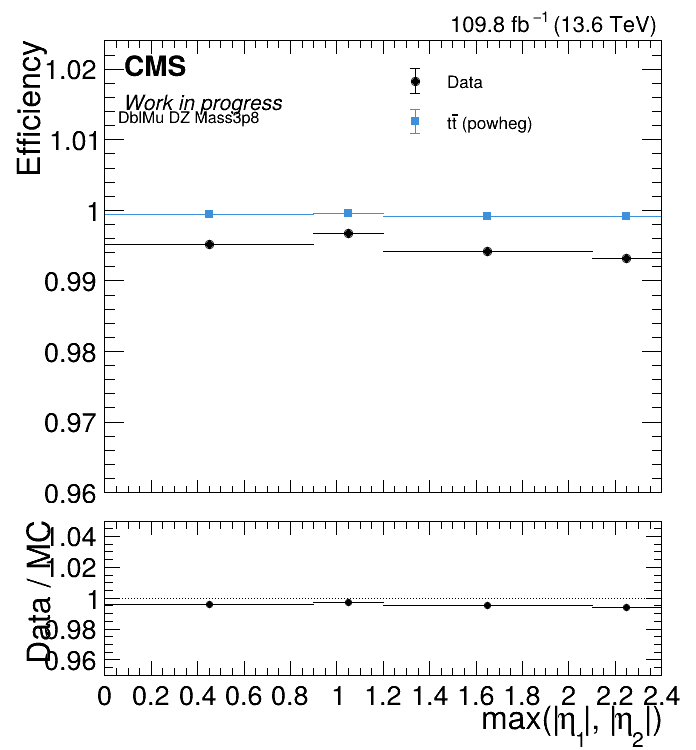 109.8 fb⁻¹ (13.6 TeV)
Efficiency
CMS
Work in progress
DblMu DZ Mass3p8
Data
tt̄ (powheg)
1.02
1.01
1
0.99
0.98
0.97
0.96
Data / MC
1.04
1.02
1
0.98
0.96
0 0.2 0.4 0.6 0.8 1 1.2 1.4 1.6 1.8 2 2.2 2.4
max(|η₁|, |η₂|)